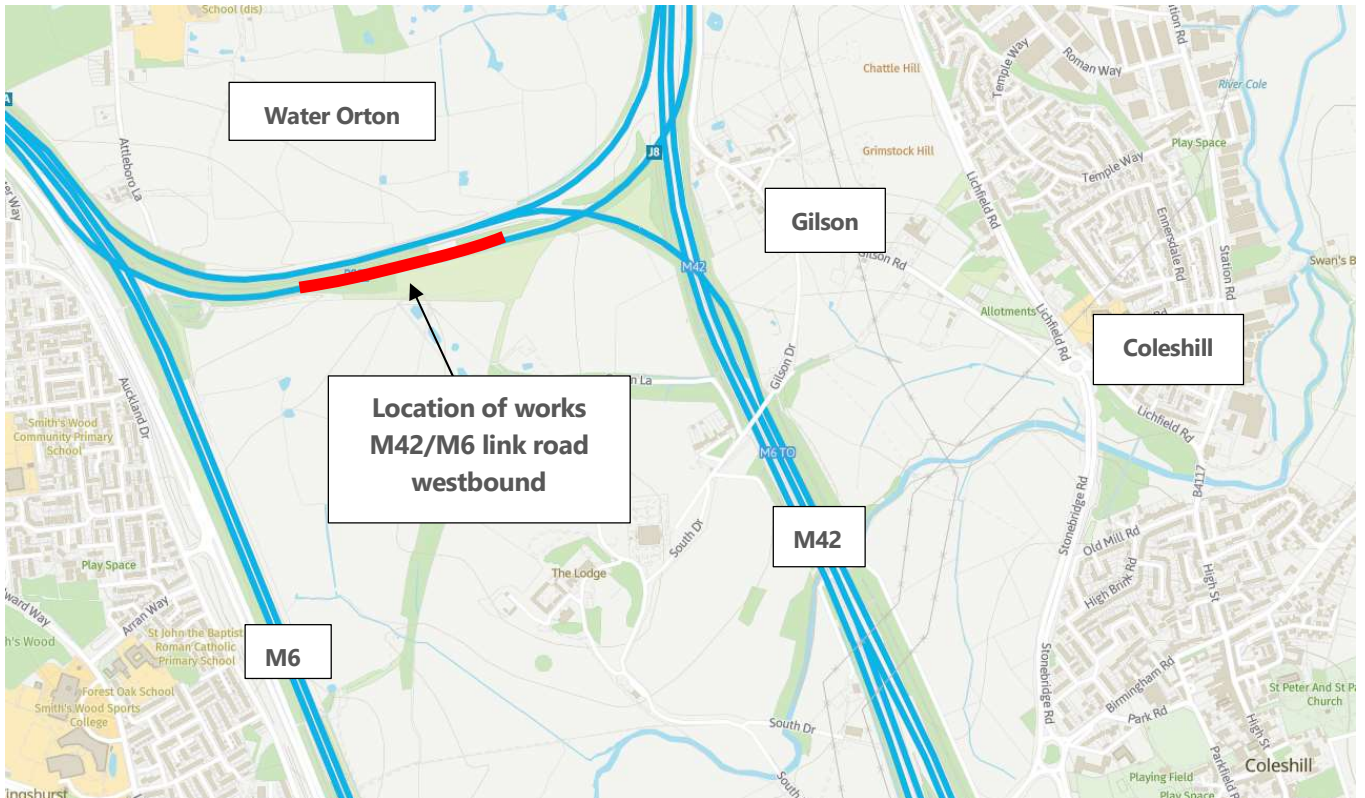 School (dis)
Water Orton
Attleboro La
J8
Chattle Hill
Grimstock Hill
Temple Way
Roman Way
River Cole
Play Space
Temple Way
Ennersdale Rd
Station Rd
Lichfield Rd
Gilson
Gilson Rd
M42
Allotments
Lichfield Rd
Coleshill
Swan's B
Lichfield Rd
B4117
Location of works
M42/M6 link road
westbound
Gilson Dr
M6 TO
M42
Auckland Dr
Smith's Wood
Community Primary
School
Play Space
Arran Way
St John the Baptist
Roman Catholic
Primary School
M6
Forest Oak School
Smith's Wood Sports
College
South Dr
The Lodge
South Dr
South
Stonebridge Rd
Old Mill Rd
High Brink Rd
High St
Stonebridge Rd
Birmingham Rd
Park Rd
St Peter And St Pa
Church
High St
Parkfield Rd
Coleshill
Playing Field
Play Space